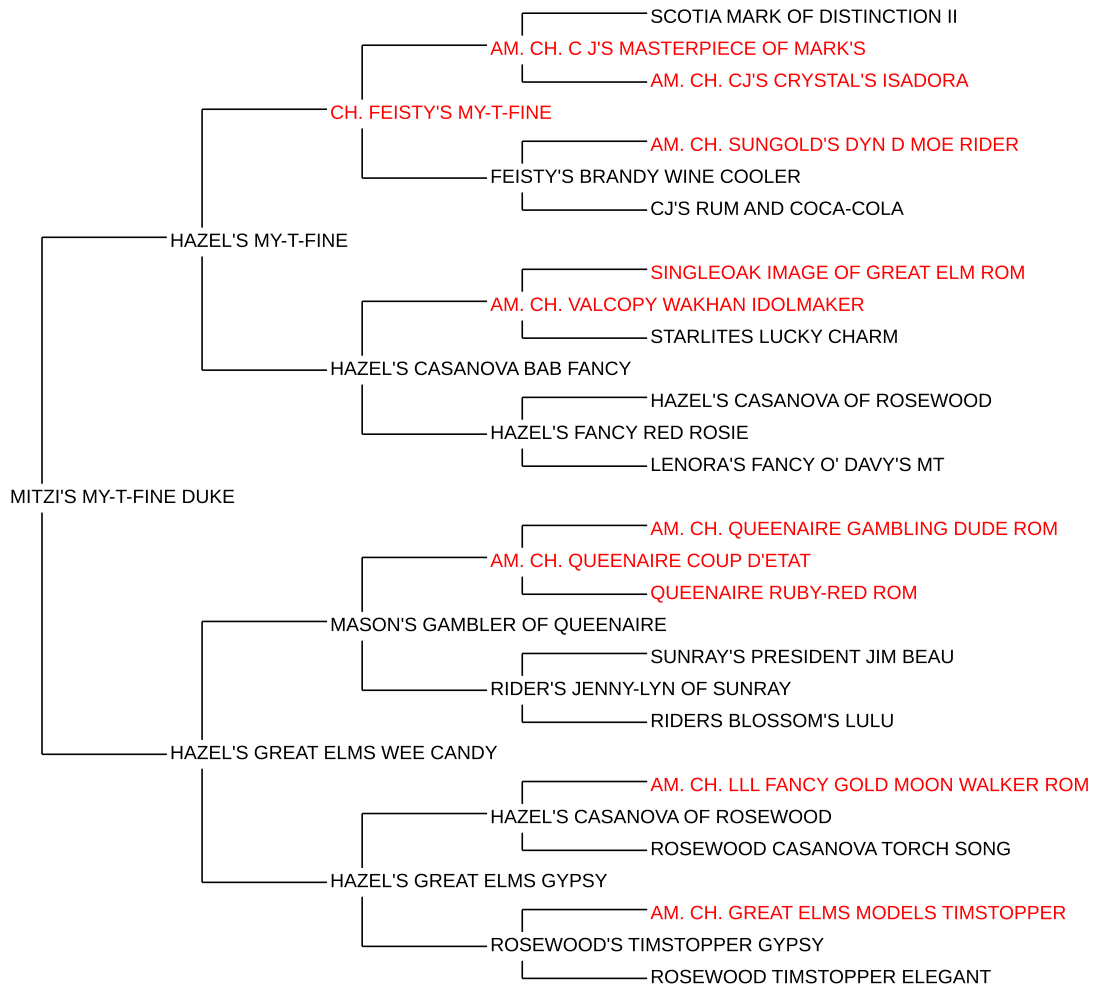 SCOTIA MARK OF DISTINCTION II
AM. CH. C J'S MASTERPIECE OF MARK'S
AM. CH. CJ'S CRYSTAL'S ISADORA
CH. FEISTY'S MY-T-FINE
AM. CH. SUNGOLD'S DYN D MOE RIDER
FEISTY'S BRANDY WINE COOLER
CJ'S RUM AND COCA-COLA
HAZEL'S MY-T-FINE
SINGLEOAK IMAGE OF GREAT ELM ROM
AM. CH. VALCOPY WAKHAN IDOLMAKER
STARLITES LUCKY CHARM
HAZEL'S CASANOVA BAB FANCY
HAZEL'S CASANOVA OF ROSEWOOD
HAZEL'S FANCY RED ROSIE
LENORA'S FANCY O' DAVY'S MT
MITZI'S MY-T-FINE DUKE
AM. CH. QUEENAIRE GAMBLING DUDE ROM
AM. CH. QUEENAIRE COUP D'ETAT
QUEENAIRE RUBY-RED ROM
MASON'S GAMBLER OF QUEENAIRE
SUNRAY'S PRESIDENT JIM BEAU
RIDER'S JENNY-LYN OF SUNRAY
RIDERS BLOSSOM'S LULU
HAZEL'S GREAT ELMS WEE CANDY
AM. CH. LLL FANCY GOLD MOON WALKER ROM
HAZEL'S CASANOVA OF ROSEWOOD
ROSEWOOD CASANOVA TORCH SONG
HAZEL'S GREAT ELMS GYPSY
AM. CH. GREAT ELMS MODELS TIMSTOPPER
ROSEWOOD'S TIMSTOPPER GYPSY
ROSEWOOD TIMSTOPPER ELEGANT